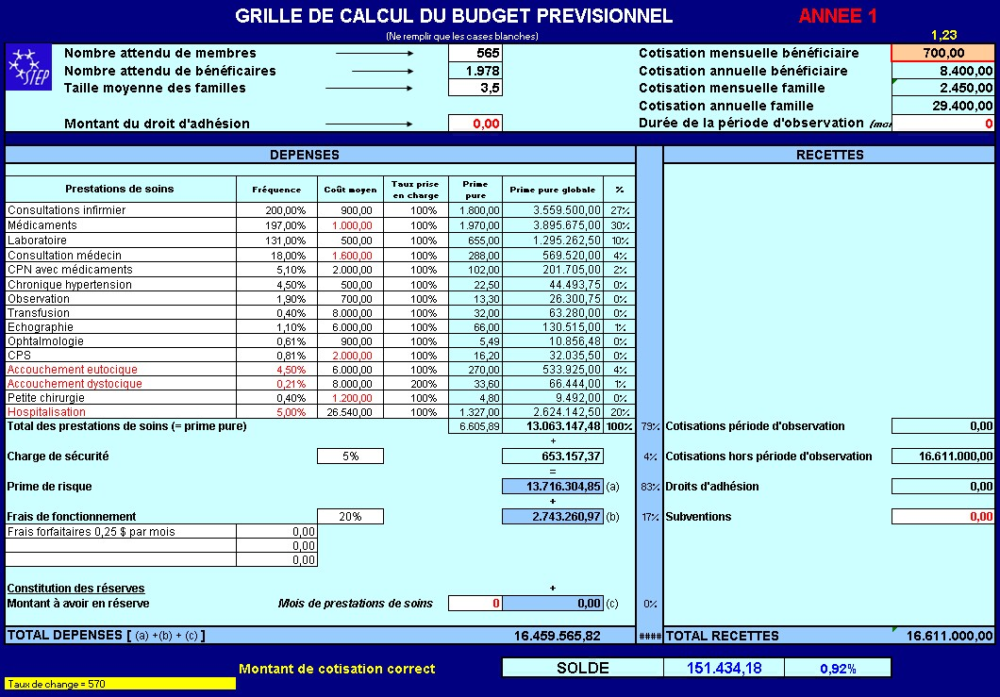 GRILLE DE CALCUL DU BUDGET PREVISIONNEL ANNEE 1
(Ne remplir que les cases blanches) 1,23
STEP
Nombre attendu de membres 565 Cotisation mensuelle bénéficiaire 700,00
Nombre attendu de bénéficaires 1.978 Cotisation annuelle bénéficiaire 8.400,00
Taille moyenne des familles 3,5 Cotisation mensuelle famille 2.450,00
Cotisation annuelle famille 29.400,00
Montant du droit d'adhésion 0,00 Durée de la période d'observation (moi 0
DEPENSES RECETTES
Prestations de soins Fréquence Coût moyen Taux prise en charge Prime pure Prime pure globale %
Consultations infirmier 200,00% 900,00 100% 1.800,00 3.559.500,00 27%
Médicaments 197,00% 1.000,00 100% 1.970,00 3.895.675,00 30%
Laboratoire 131,00% 500,00 100% 655,00 1.295.262,50 10%
Consultation médecin 18,00% 1.600,00 100% 288,00 569.520,00 4%
CPN avec médicaments 5,10% 2.000,00 100% 102,00 201.705,00 2%
Chronique hypertension 4,50% 500,00 100% 22,50 44.493,75 0%
Observation 1,90% 700,00 100% 13,30 26.300,75 0%
Transfusion 0,40% 8.000,00 100% 32,00 63.280,00 0%
Echographie 1,10% 6.000,00 100% 66,00 130.515,00 1%
Ophtalmologie 0,61% 900,00 100% 5,49 10.856,48 0%
CPS 0,81% 2.000,00 100% 16,20 32.035,50 0%
Accouchement eutocique 4,50% 6.000,00 100% 270,00 533.925,00 4%
Accouchement dystocique 0,21% 8.000,00 200% 33,60 66.444,00 1%
Petite chirurgie 0,40% 1.200,00 100% 4,80 9.492,00 0%
Hospitalisation 5,00% 26.540,00 100% 1.327,00 2.624.142,50 20%
Total des prestations de soins (= prime pure) 6.605,89 13.063.147,48 100% 79% Cotisations période d'observation 0,00
+
Charge de sécurité 5% 653.157,37 4% Cotisations hors période d'observation 16.611.000,00
=
Prime de risque 13.716.304,85 (a) 83% Droits d'adhésion 0,00
+
Frais de fonctionnement 20% 2.743.260,97 (b) 17% Subventions 0,00
Frais forfaitaires 0,25 $ par mois 0,00
0,00
0,00
Constitution des réserves +
Montant à avoir en réserve Mois de prestations de soins 0 0,00 (c) 0%
TOTAL DEPENSES [ (a) +(b) + (c) ] 16.459.565,82 #### TOTAL RECETTES 16.611.000,00
Montant de cotisation correct SOLDE 151.434,18 0,92%
Taux de change = 570